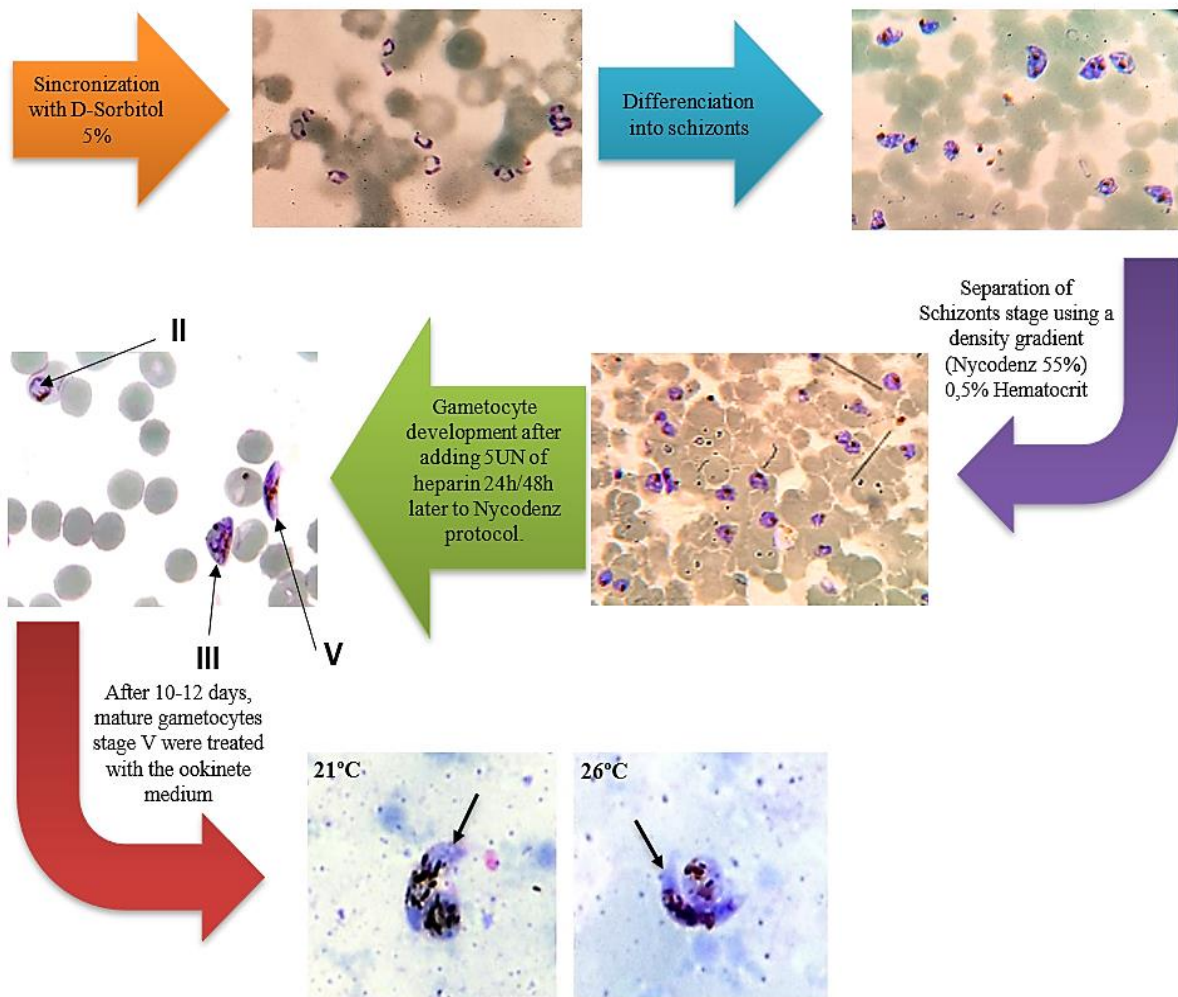 Sincronization
with D-Sorbitol
5%
Differenciation
into schizonts
Separation of
Schizonts stage using a
density gradient
(Nycodenz 55%)
0,5% Hematocrit
Gametocyte
development after
adding 5UN of
heparin 24h/48h
later to Nycodenz
protocol.
II
III
V
After 10-12 days,
mature gametocytes
stage V were treated
with the ookinete
medium
21ºC
26ºC